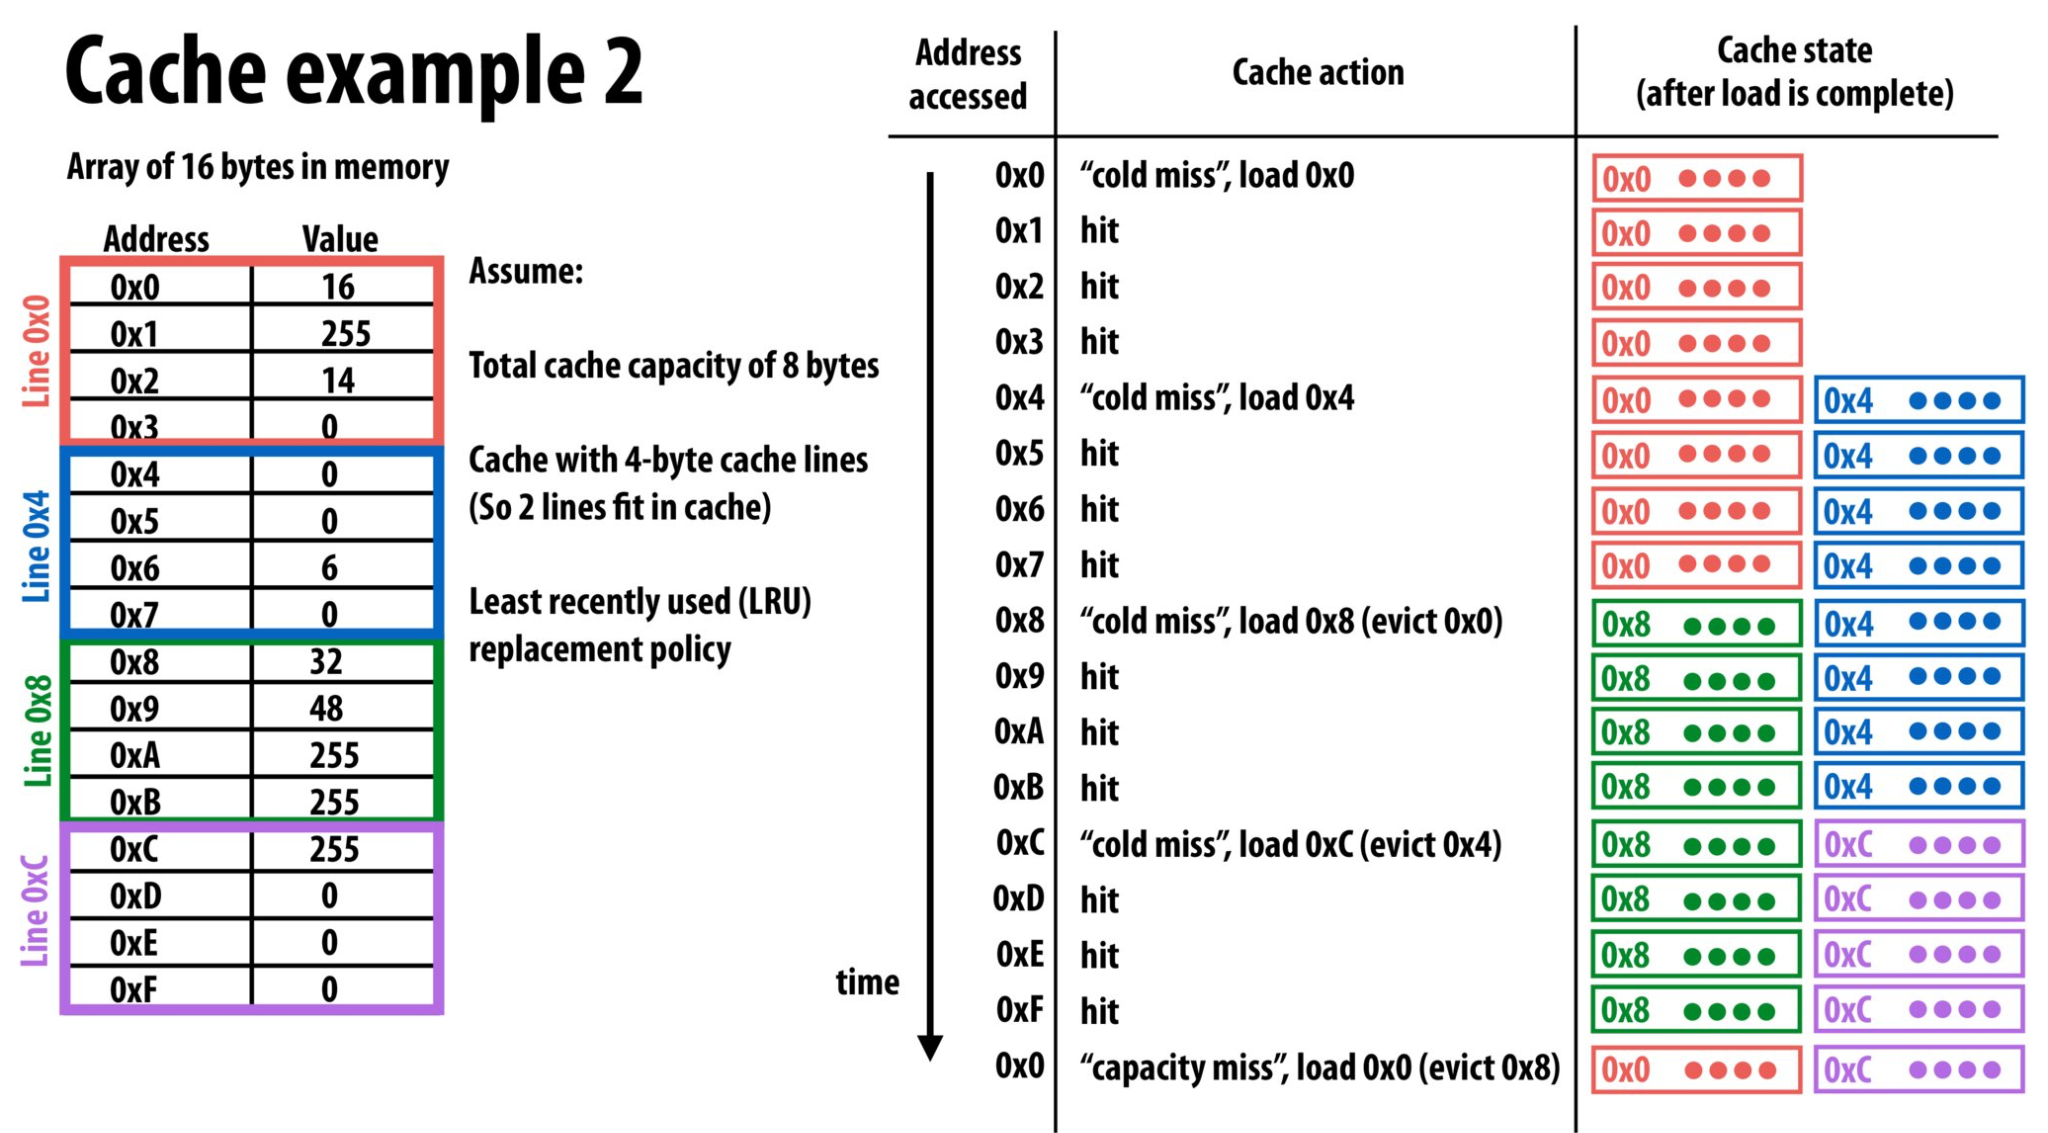 Cache example 2
Array of 16 bytes in memory
Address Value
Line 0x0
0x0 16
0x1 255
0x2 14
0x3 0
Line 0x4
0x4 0
0x5 0
0x6 6
0x7 0
Line 0x8
0x8 32
0x9 48
0xA 255
0xB 255
Line 0xC
0xC 255
0xD 0
0xE 0
0xF 0
Assume:
Total cache capacity of 8 bytes
Cache with 4-byte cache lines
(So 2 lines fit in cache)
Least recently used (LRU)
replacement policy
time
Address
accessed
Cache action
Cache state
(after load is complete)
0x0 “cold miss”, load 0x0 0x0
0x1 hit 0x0
0x2 hit 0x0
0x3 hit 0x0
0x4 “cold miss”, load 0x4 0x0 0x4
0x5 hit 0x0 0x4
0x6 hit 0x0 0x4
0x7 hit 0x0 0x4
0x8 “cold miss”, load 0x8 (evict 0x0) 0x8 0x4
0x9 hit 0x8 0x4
0xA hit 0x8 0x4
0xB hit 0x8 0x4
0xC “cold miss”, load 0xC (evict 0x4) 0x8 0xC
0xD hit 0x8 0xC
0xE hit 0x8 0xC
0xF hit 0x8 0xC
0x0 “capacity miss”, load 0x0 (evict 0x8) 0x0 0xC